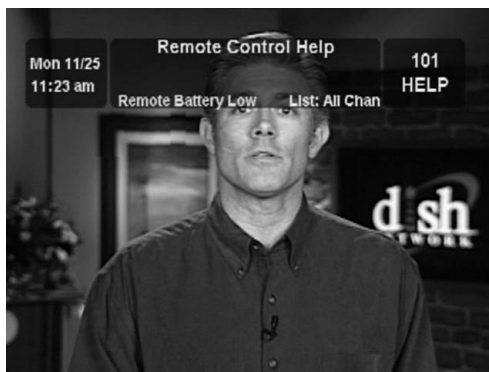 Mon 11/25
11:23 am
Remote Control Help
Remote Battery Low List: All Chan
101
HELP
dish
NETWORK